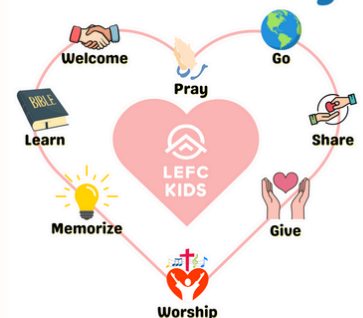 Welcome
Go
Pray
BIBLE
Learn
Share
LEFC
KIDS
Memorize
Give
Worship